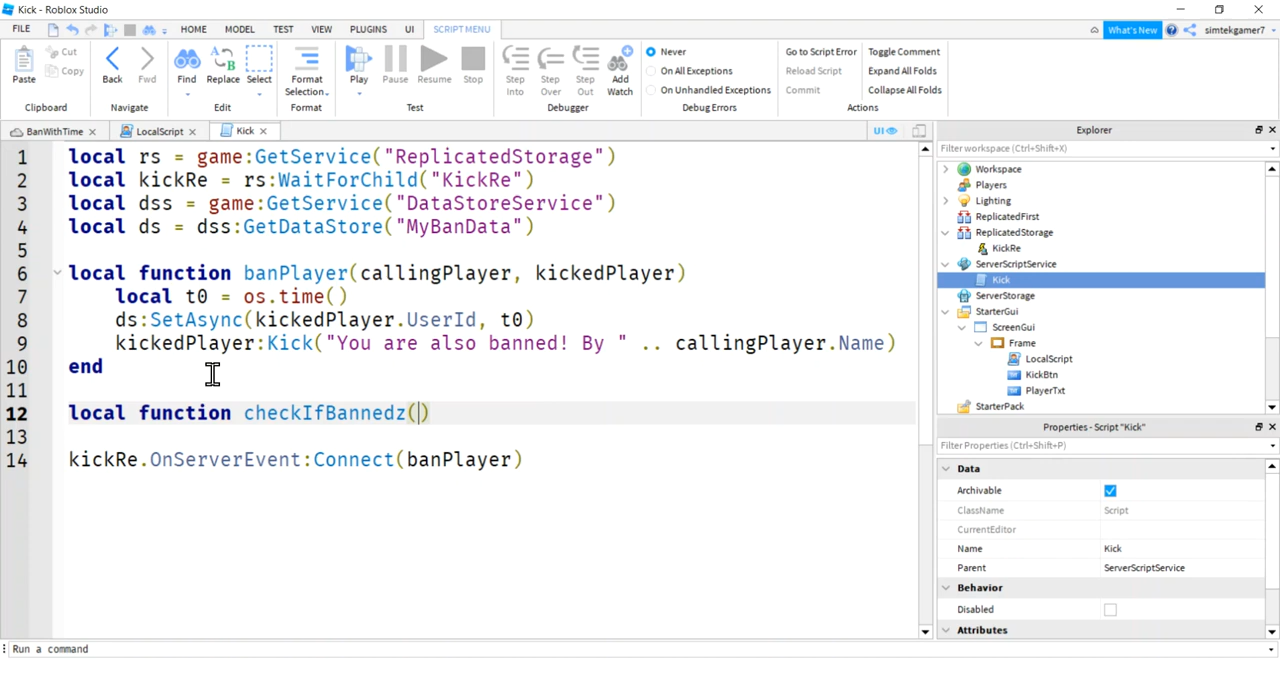 Kick - Roblox Studio
FILE HOME MODEL TEST VIEW PLUGINS UI SCRIPT MENU What's New simtekgamer7
Paste Cut Copy Back Fwd Find Replace Select Format Selection Play Pause Resume Stop Step Into Step Over Step Out Add Watch
Never Go to Script Error Toggle Comment
On All Exceptions Reload Script Expand All Folds
On Unhandled Exceptions Commit Collapse All Folds
Clipboard Navigate Edit Format Test Debugger Debug Errors Actions
BanWithTime LocalScript Kick UI
1 local rs = game:GetService("ReplicatedStorage")
2 local kickRe = rs:WaitForChild("KickRe")
3 local dss = game:GetService("DataStoreService")
4 local ds = dss:GetDataStore("MyBanData")
5
6 local function banPlayer(callingPlayer, kickedPlayer)
7 local t0 = os.time()
8 ds:SetAsync(kickedPlayer.UserId, t0)
9 kickedPlayer:Kick("You are also banned! By " .. callingPlayer.Name)
10 end
11
12 local function checkIfBannedz()
13
14 kickRe.OnServerEvent:Connect(banPlayer)
Explorer
Filter workspace (Ctrl+Shift+X)
Workspace
Players
Lighting
ReplicatedFirst
ReplicatedStorage
KickRe
ServerScriptService
Kick
ServerStorage
StarterGui
ScreenGui
Frame
LocalScript
KickBtn
PlayerTxt
StarterPack
Properties - Script "Kick"
Filter Properties (Ctrl+Shift+P)
Data
Archivable
ClassName Script
CurrentEditor
Name Kick
Parent ServerScriptService
Behavior
Disabled
Attributes
Run a command